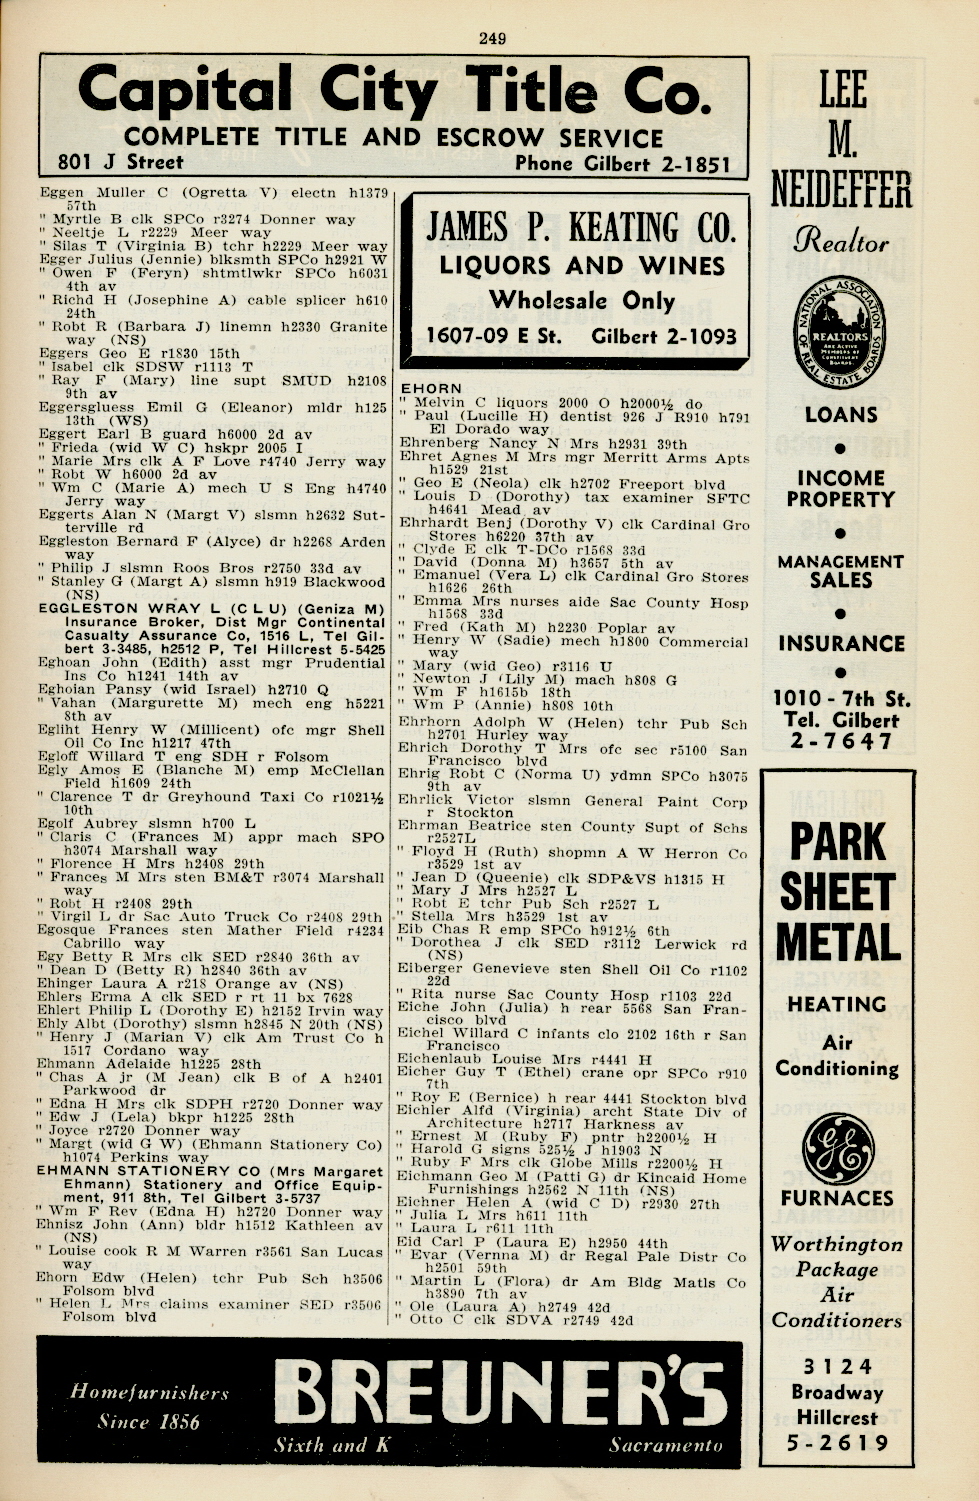 249
Capital City Title Co.
COMPLETE TITLE AND ESCROW SERVICE
801 J Street Phone Gilbert 2-1851
Eggen Muller C (Ogretta V) electn h1379
57th
" Myrtle B clk SPCo r3274 Donner way
" Neeltje L r2229 Meer way
" Silas T (Virginia B) tchr h2229 Meer way
Egger Julius (Jennie) blksmth SPCo h2921 W
" Owen F (Feryn) shtmtlwkr SPCo h6031
4th av
" Richd H (Josephine A) cable splicer h610
24th
" Robt R (Barbara J) linemn h2330 Granite
way (NS)
Eggers Geo E r1830 15th
" Isabel clk SDSW r1113 T
" Ray F (Mary) line supt SMUD h2108
9th av
Eggersgluess Emil G (Eleanor) mldr h125
13th (WS)
Eggert Earl B guard h6000 2d av
" Frieda (wid W C) hskpr 2005 I
" Marie Mrs clk A F Love r4740 Jerry way
" Robt W h6000 2d av
" Wm C (Marie A) mech U S Eng h4740
Jerry way
Eggerts Alan N (Margt V) slsmn h2632 Sut-
terville rd
Eggleston Bernard F (Alyce) dr h2268 Arden
way
" Philip J slsmn Roos Bros r2750 33d av
" Stanley G (Margt A) slsmn h919 Blackwood
(NS)
EGGLESTON WRAY L (C L U) (Geniza M)
Insurance Broker, Dist Mgr Continental
Casualty Assurance Co, 1516 L, Tel Gil-
bert 3-3485, h2512 P, Tel Hillcrest 5-5425
Eghoan John (Edith) asst mgr Prudential
Ins Co h1241 14th av
Eghoian Pansy (wid Israel) h2710 Q
" Vahan (Margurette M) mech eng h5221
8th av
Egliht Henry W (Millicent) ofc mgr Shell
Oil Co Inc h1217 47th
Egloff Willard T eng SDH r Folsom
Egly Amos E (Blanche M) emp McClellan
Field h1609 24th
" Clarence T dr Greyhound Taxi Co r1021½
10th
Egolf Aubrey slsmn h700 L
" Claris C (Frances M) appr mach SPO
h3074 Marshall way
" Florence H Mrs h2408 29th
" Frances M Mrs sten BM&T r3074 Marshall
way
" Robt H r2408 29th
" Virgil L dr Sac Auto Truck Co r2408 29th
Egosque Frances sten Mather Field r4234
Cabrillo way
Egy Betty R Mrs clk SED r2840 36th av
" Dean D (Betty R) h2840 36th av
Ehinger Laura A r218 Orange av (NS)
Ehlers Erma A clk SED r rt 11 bx 7628
Ehlert Philip L (Dorothy E) h2152 Irvin way
Ehly Albt (Dorothy) slsmn h2845 N 20th (NS)
" Henry J (Marian V) clk Am Trust Co h
1517 Cordano way
Ehmann Adelaide h1225 28th
" Chas A jr (M Jean) clk B of A h2401
Parkwood dr
" Edna H Mrs clk SDPH r2720 Donner way
" Edw J (Lela) bkpr h1225 28th
" Joyce r2720 Donner way
" Margt (wid G W) (Ehmann Stationery Co)
h1074 Perkins way
EHMANN STATIONERY CO (Mrs Margaret
Ehmann) Stationery and Office Equip-
ment, 911 8th, Tel Gilbert 3-5737
" Wm F Rev (Edna H) h2720 Donner way
Ehnisz John (Ann) bldr h1512 Kathleen av
(NS)
" Louise cook R M Warren r3561 San Lucas
way
Ehorn Edw (Helen) tchr Pub Sch h3506
Folsom blvd
" Helen L Mrs claims examiner SED r3506
Folsom blvd
JAMES P. KEATING CO.
LIQUORS AND WINES
Wholesale Only
1607-09 E St. Gilbert 2-1093
EHORN
" Melvin C liquors 2000 O h2000½ do
" Paul (Lucille H) dentist 926 J R910 h791
El Dorado way
Ehrenberg Nancy N Mrs h2931 39th
Ehret Agnes M Mrs mgr Merritt Arms Apts
h1529 21st
" Geo E (Neola) clk h2702 Freeport blvd
" Louis D (Dorothy) tax examiner SFTC
h4641 Mead av
Ehrhardt Benj (Dorothy V) clk Cardinal Gro
Stores h6220 37th av
" Clyde E clk T-DCo r1568 33d
" David (Donna M) h3657 5th av
" Emanuel (Vera L) clk Cardinal Gro Stores
h1626 26th
" Emma Mrs nurses aide Sac County Hosp
h1568 33d
" Fred (Kath M) h2230 Poplar av
" Henry W (Sadie) mech h1800 Commercial
way
" Mary (wid Geo) r3116 U
" Newton J (Lily M) mach h808 G
" Wm F h1615b 18th
" Wm P (Annie) h808 10th
Ehrhorn Adolph W (Helen) tchr Pub Sch
h2701 Hurley way
Ehrich Dorothy T Mrs ofc sec r5100 San
Francisco blvd
Ehrig Robt C (Norma U) ydmn SPCo h3075
9th av
Ehrlick Victor slsmn General Paint Corp
r Stockton
Ehrman Beatrice sten County Supt of Schs
r2527L
" Floyd H (Ruth) shopmn A W Herron Co
r3529 1st av
" Jean D (Queenie) clk SDP&VS h1315 H
" Mary J Mrs h2527 L
" Robt E tchr Pub Sch r2527 L
" Stella Mrs h3529 1st av
Eib Chas R emp SPCo h912½ 6th
" Dorothea J clk SED r3112 Lerwick rd
(NS)
Eiberger Genevieve sten Shell Oil Co r1102
22d
" Rita nurse Sac County Hosp r1103 22d
Eiche John (Julia) h rear 5568 San Fran-
cisco blvd
Eichel Willard C infants clo 2102 16th r San
Francisco
Eichenlaub Louise Mrs r4441 H
Eicher Guy T (Ethel) crane opr SPCo r910
7th
" Roy E (Bernice) h rear 4441 Stockton blvd
Eichler Alfd (Virginia) archt State Div of
Architecture h2717 Harkness av
" Ernest M (Ruby F) pntr h2200½ H
" Harold G signs 525½ J h1903 N
" Ruby F Mrs clk Globe Mills r2200½ H
Eichmann Geo M (Patti G) dr Kincaid Home
Furnishings h2562 N 11th (NS)
Eichner Helen A (wid C D) r2930 27th
" Julia L Mrs h611 11th
" Laura L r611 11th
Eid Carl P (Laura E) h2950 44th
" Evar (Vernna M) dr Regal Pale Distr Co
h2501 59th
" Martin L (Flora) dr Am Bldg Matls Co
h3890 7th av
" Ole (Laura A) h2749 42d
" Otto C clk SDVA r2749 42d
LEE
M.
NEIDEFFER
Realtor
NATIONAL ASSOCIATION
REALTORS
ARE ACTIVE
MEMBERS OF
CONSTITUENT
BOARDS
OF REAL ESTATE BOARDS
LOANS
•
INCOME
PROPERTY
•
MANAGEMENT
SALES
•
INSURANCE
•
1010 - 7th St.
Tel. Gilbert
2-7647
PARK
SHEET
METAL
HEATING
Air
Conditioning
GE
FURNACES
Worthington
Package
Air
Conditioners
3124
Broadway
Hillcrest
5-2619
Homefurnishers
Since 1856
BREUNER'S
Sixth and K Sacramento